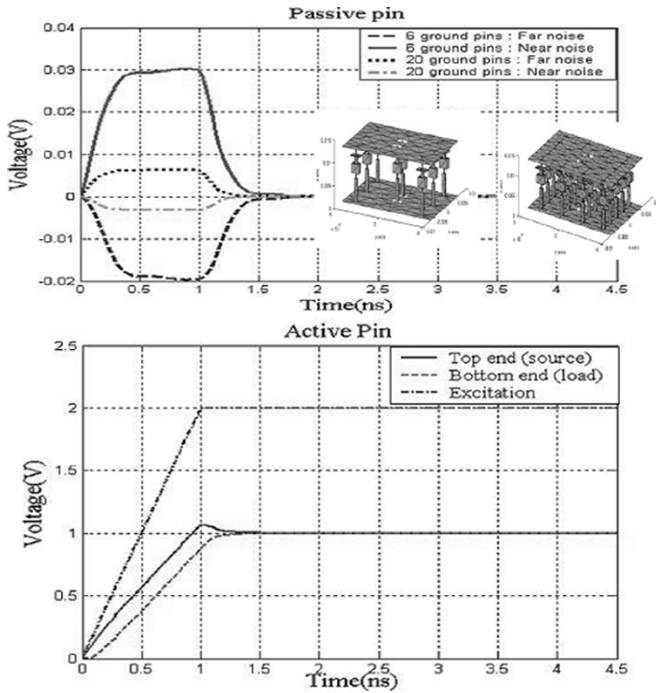 Passive pin
6 ground pins : Far noise
6 ground pins : Near noise
20 ground pins : Far noise
20 ground pins : Near noise
0.04
0.03
0.02
0.01
0
-0.01
-0.02
Voltage(V)
0
0.5
1
1.5
2
2.5
3
3.5
4
4.5
Time(ns)
Active Pin
Top end (source)
Bottom end (load)
Excitation
2.5
2
1.5
1
0.5
0
Voltage(V)
0
0.5
1
1.5
2
2.5
3
3.5
4
4.5
Time(ns)